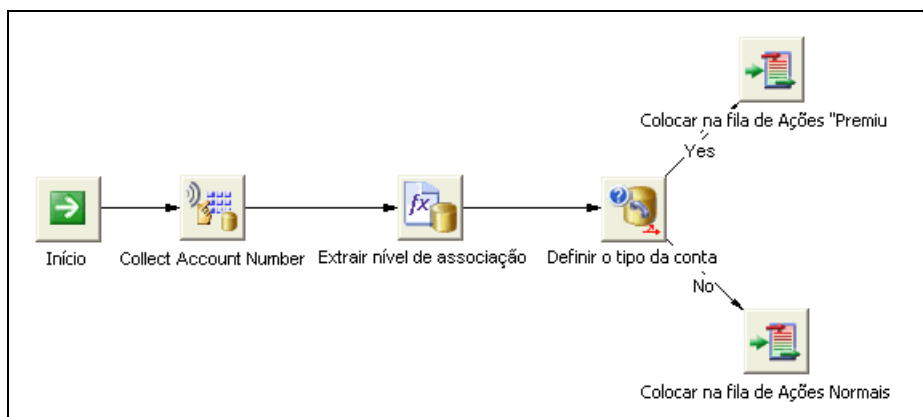 Colocar na fila de Ações "Premiu
Yes
Início
Collect Account Number
fx
Extrair nível de associação
?
Definir o tipo da conta
No
Colocar na fila de Ações Normais